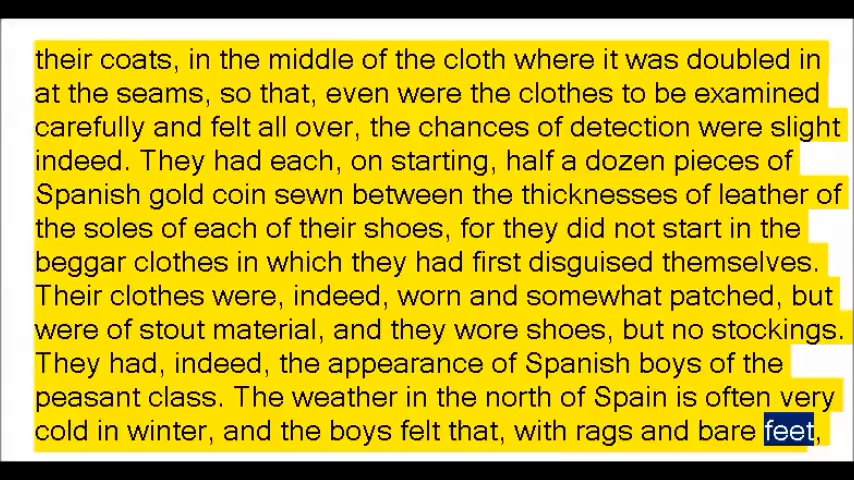 their coats, in the middle of the cloth where it was doubled in
at the seams, so that, even were the clothes to be examined
carefully and felt all over, the chances of detection were slight
indeed. They had each, on starting, half a dozen pieces of
Spanish gold coin sewn between the thicknesses of leather of
the soles of each of their shoes, for they did not start in the
beggar clothes in which they had first disguised themselves.
Their clothes were, indeed, worn and somewhat patched, but
were of stout material, and they wore shoes, but no stockings.
They had, indeed, the appearance of Spanish boys of the
peasant class. The weather in the north of Spain is often very
cold in winter, and the boys felt that, with rags and bare feet,